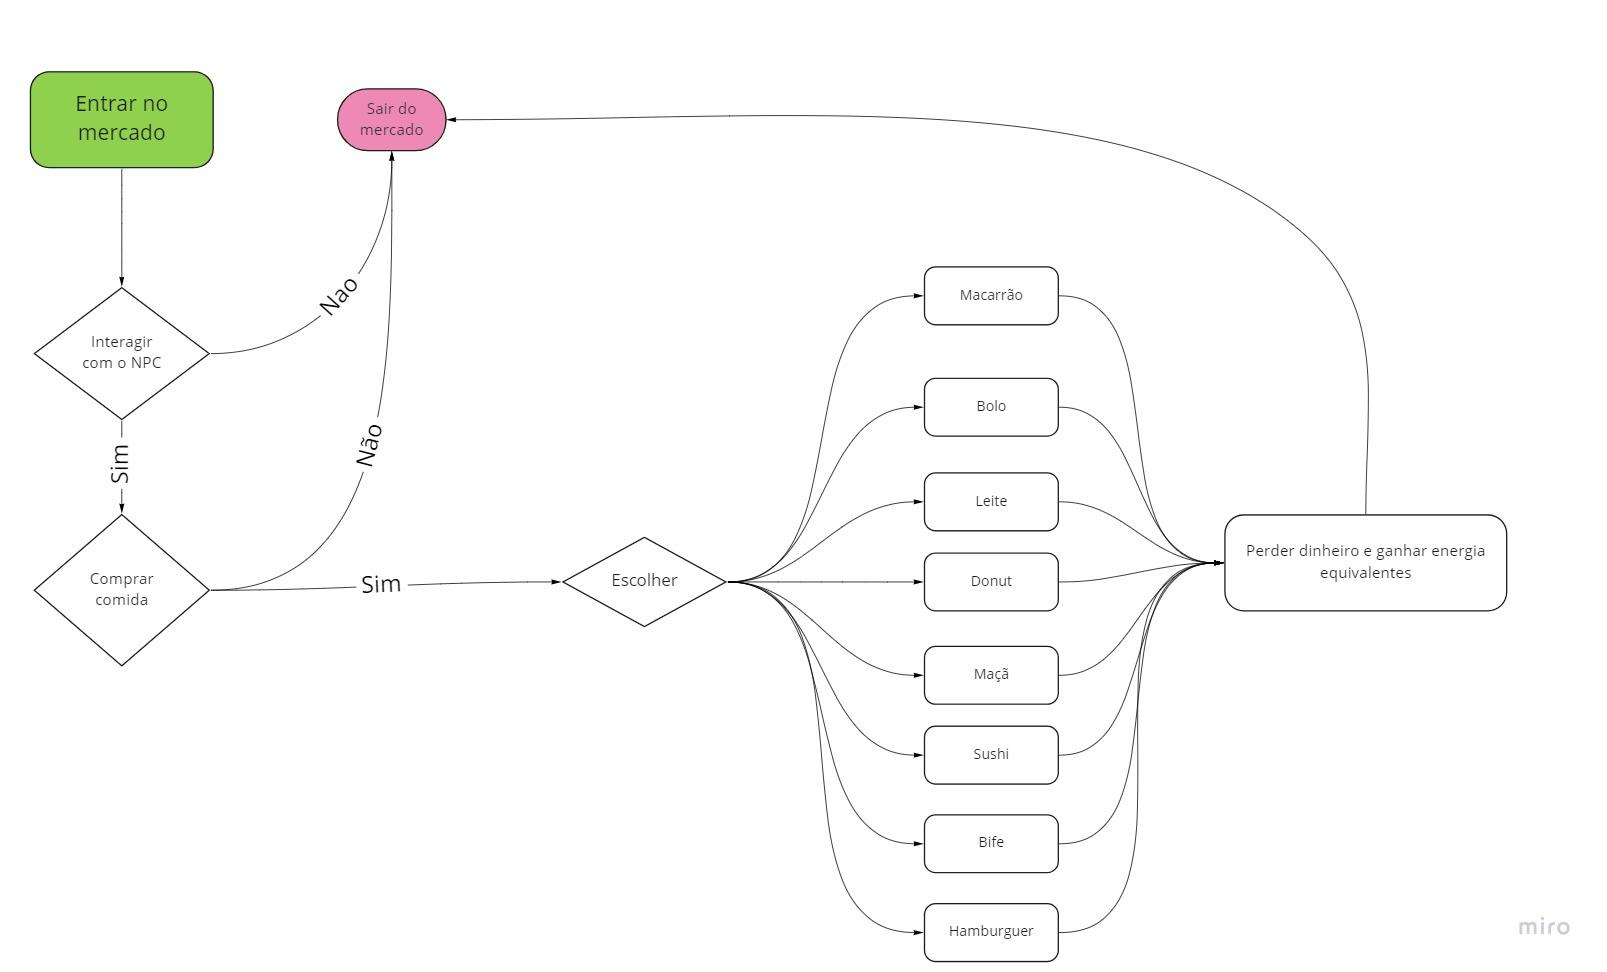 Entrar no
mercado
Sair do
mercado
Interagir
com o NPC
Nao
Sim
Não
Comprar
comida
Sim
Escolher
Macarrão
Bolo
Leite
Donut
Maçã
Sushi
Bife
Hamburguer
Perder dinheiro e ganhar energia
equivalentes
miro